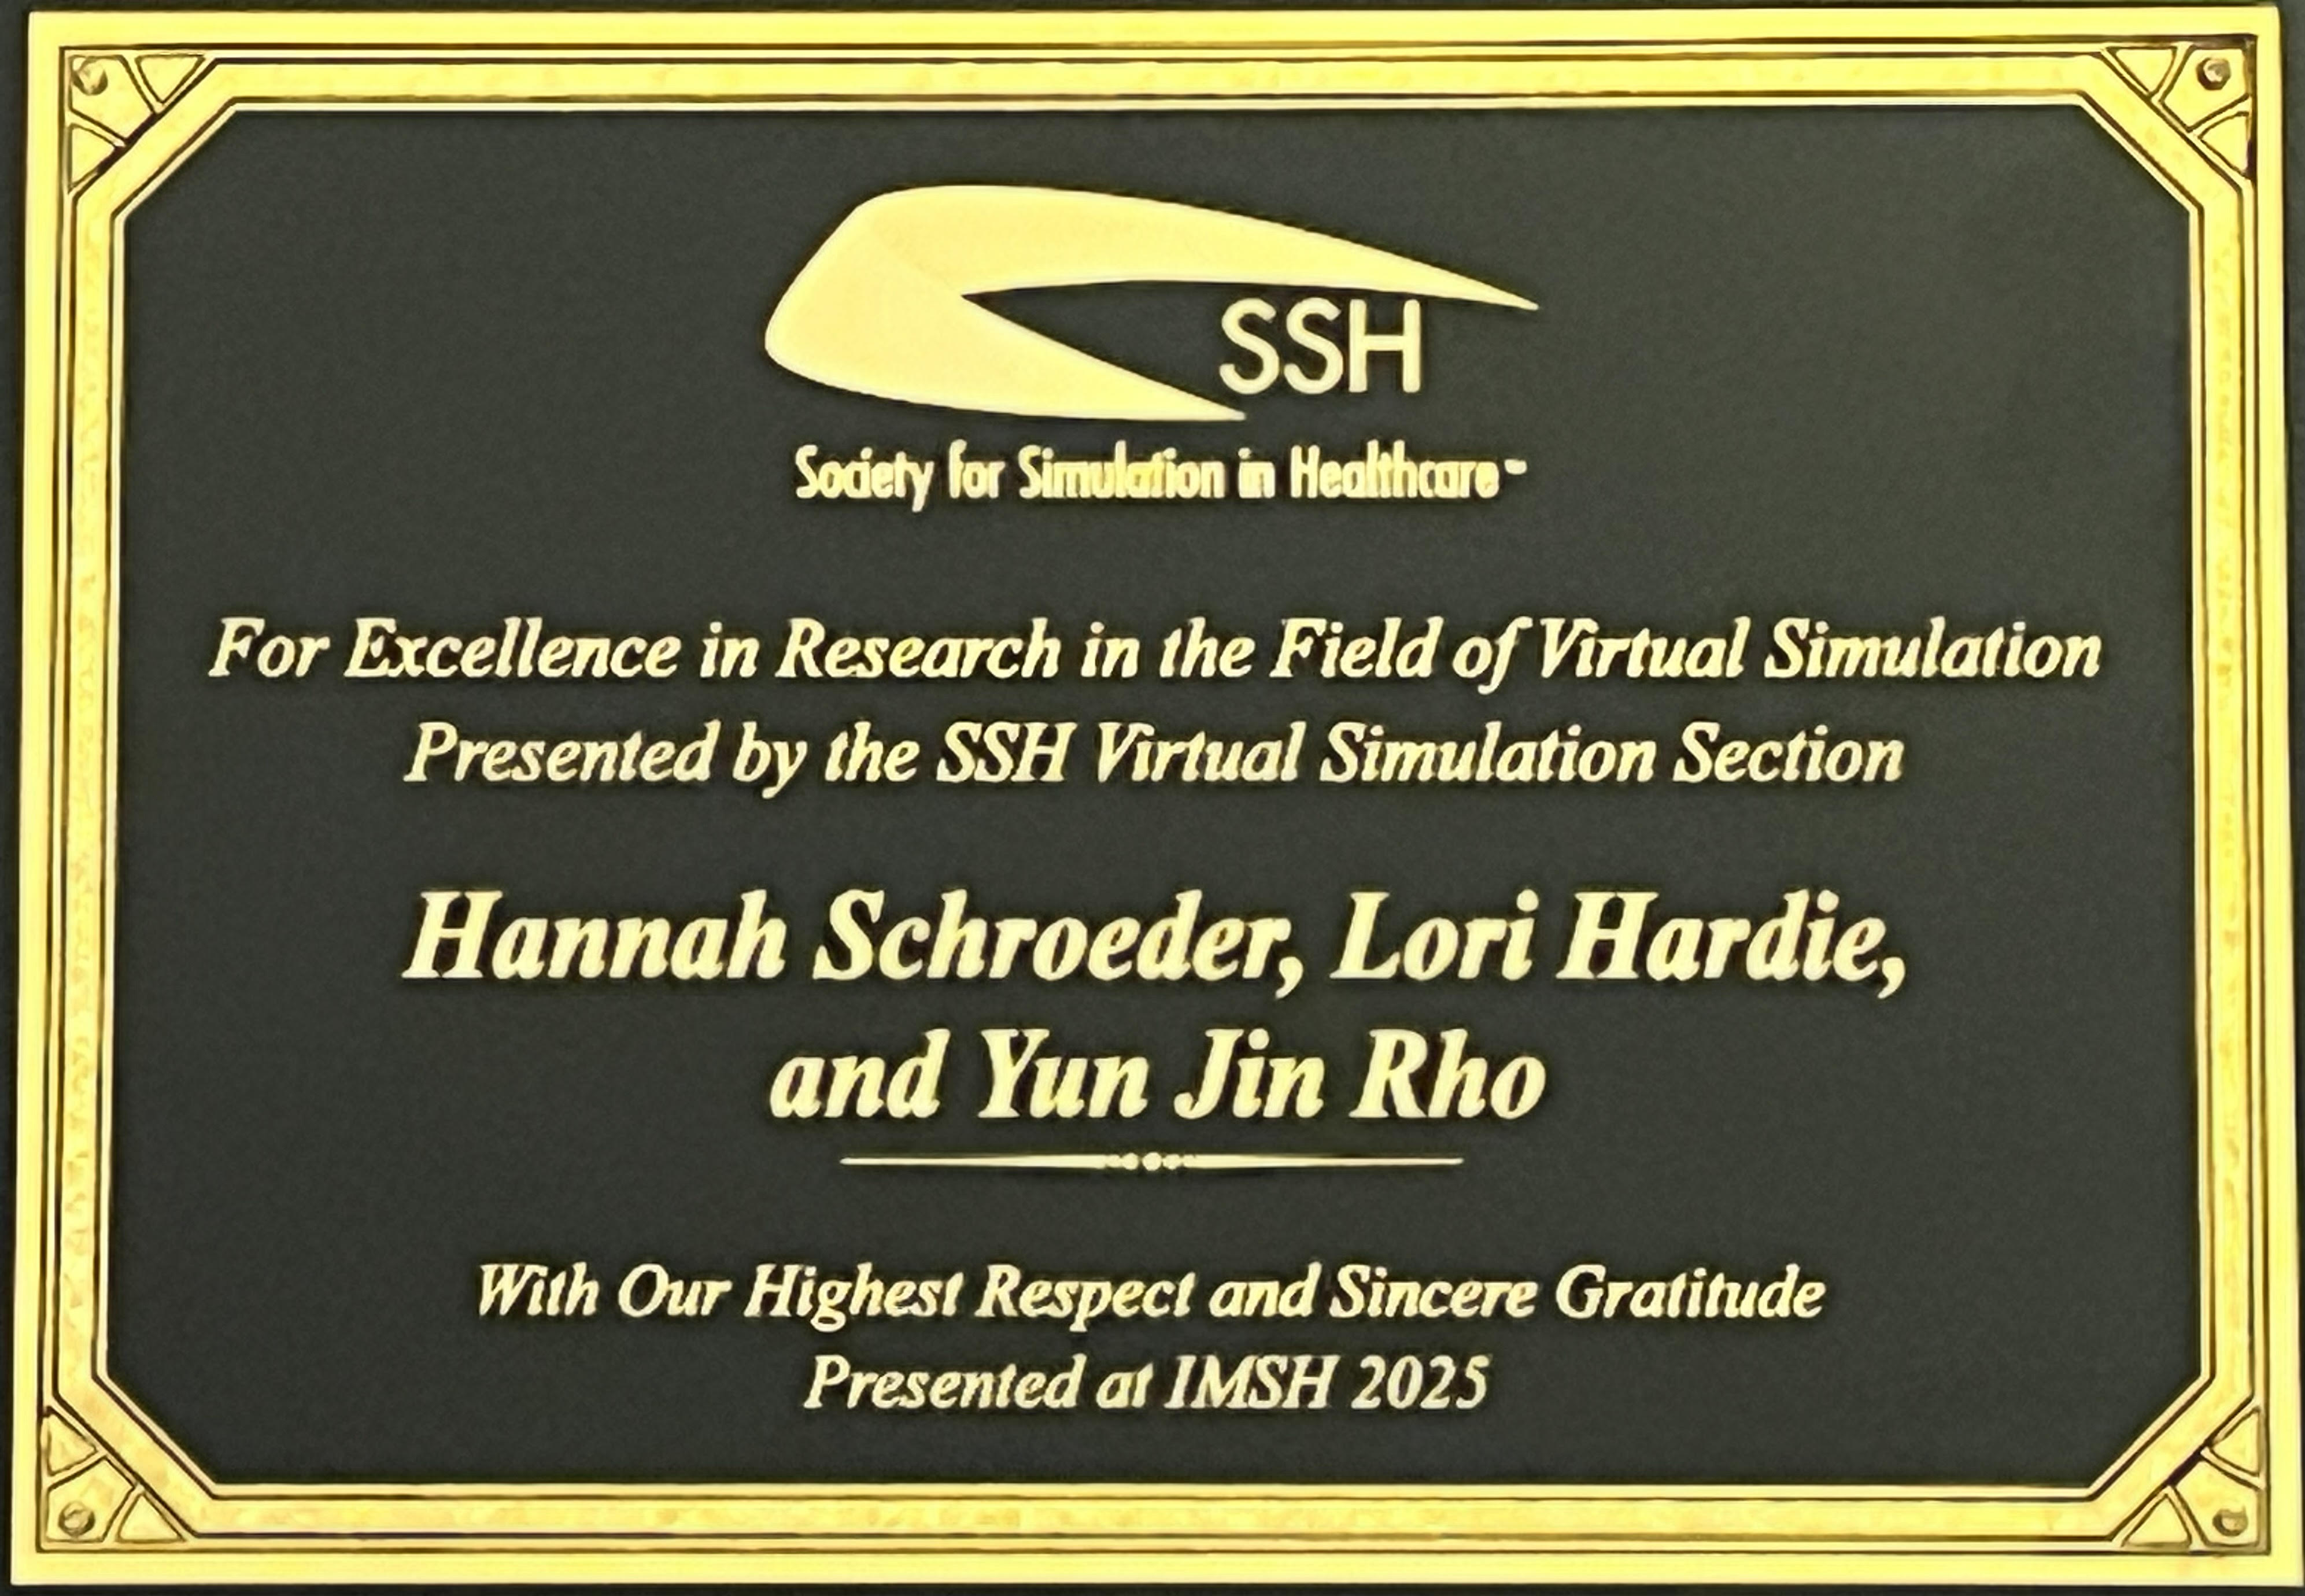 SSH
Society for Simulation in Healthcare™
For Excellence in Research in the Field of Virtual Simulation
Presented by the SSH Virtual Simulation Section
Hannah Schroeder, Lori Hardie,
and Yun Jin Rho
With Our Highest Respect and Sincere Gratitude
Presented at IMSH 2025